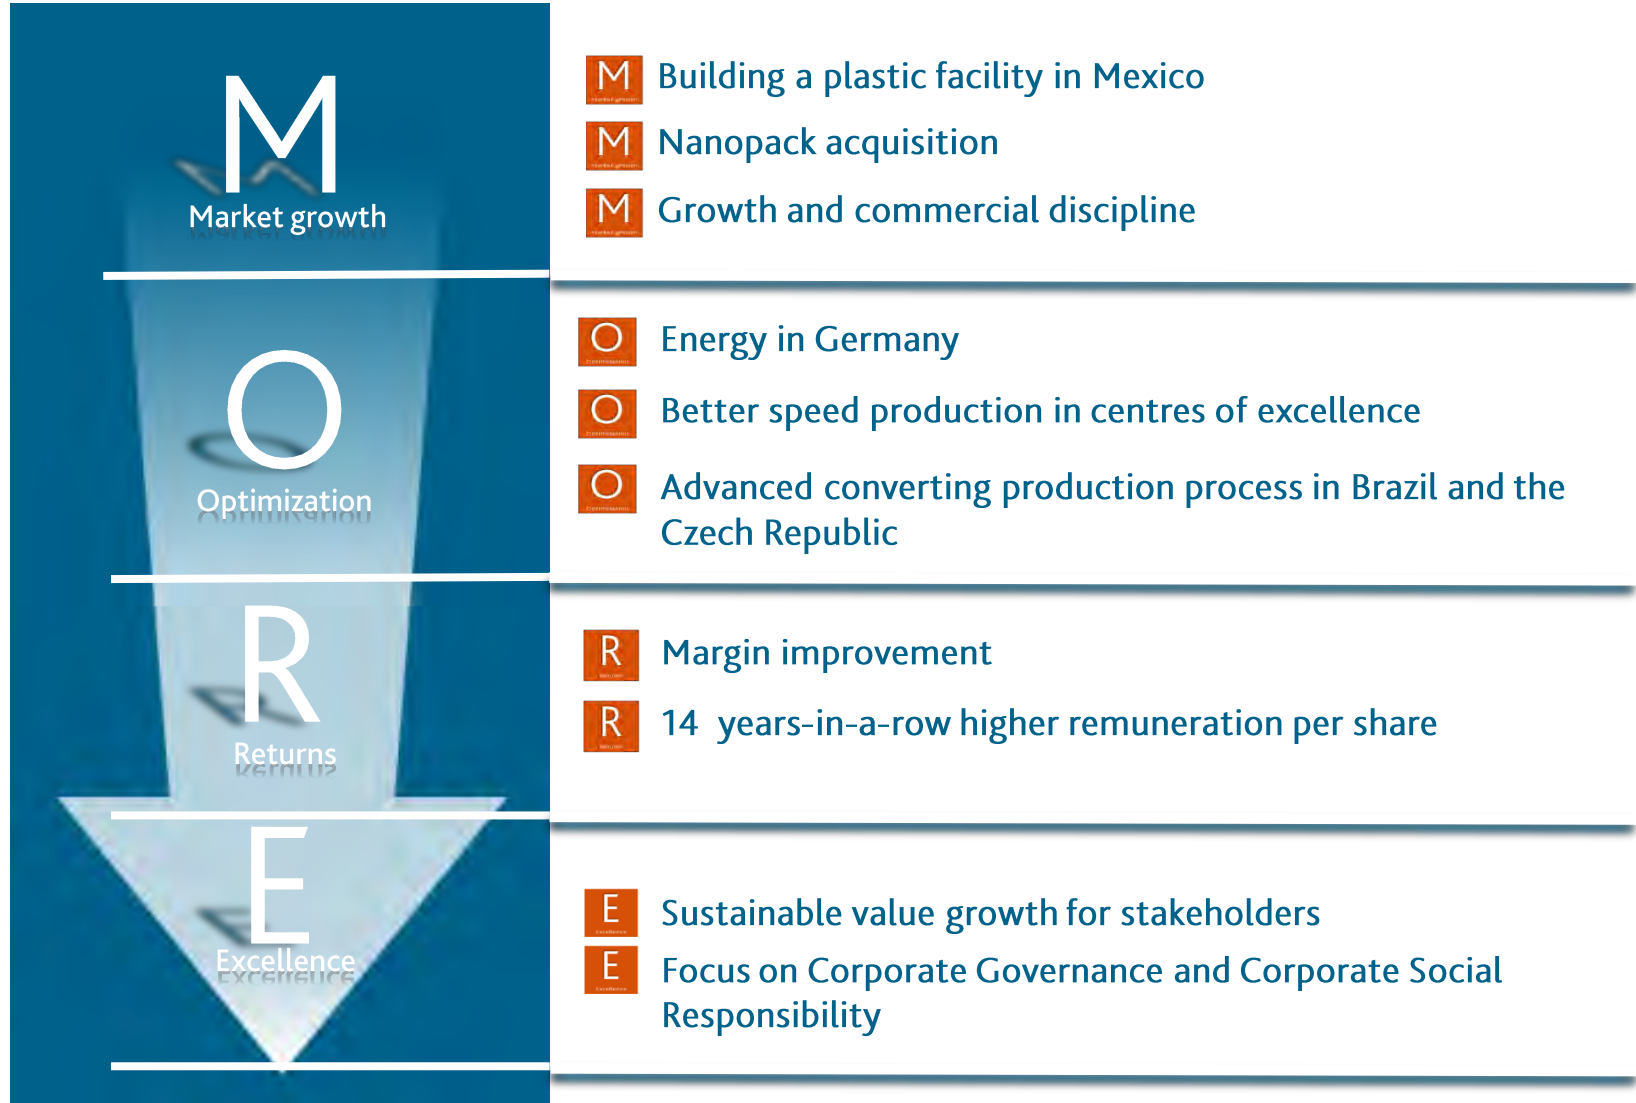 M
Market growth
M Building a plastic facility in Mexico
M Nanopack acquisition
M Growth and commercial discipline
O
Optimization
O Energy in Germany
O Better speed production in centres of excellence
O Advanced converting production process in Brazil and the
Czech Republic
R
Returns
R Margin improvement
R 14 years-in-a-row higher remuneration per share
E
Excellence
E Sustainable value growth for stakeholders
E Focus on Corporate Governance and Corporate Social
Responsibility